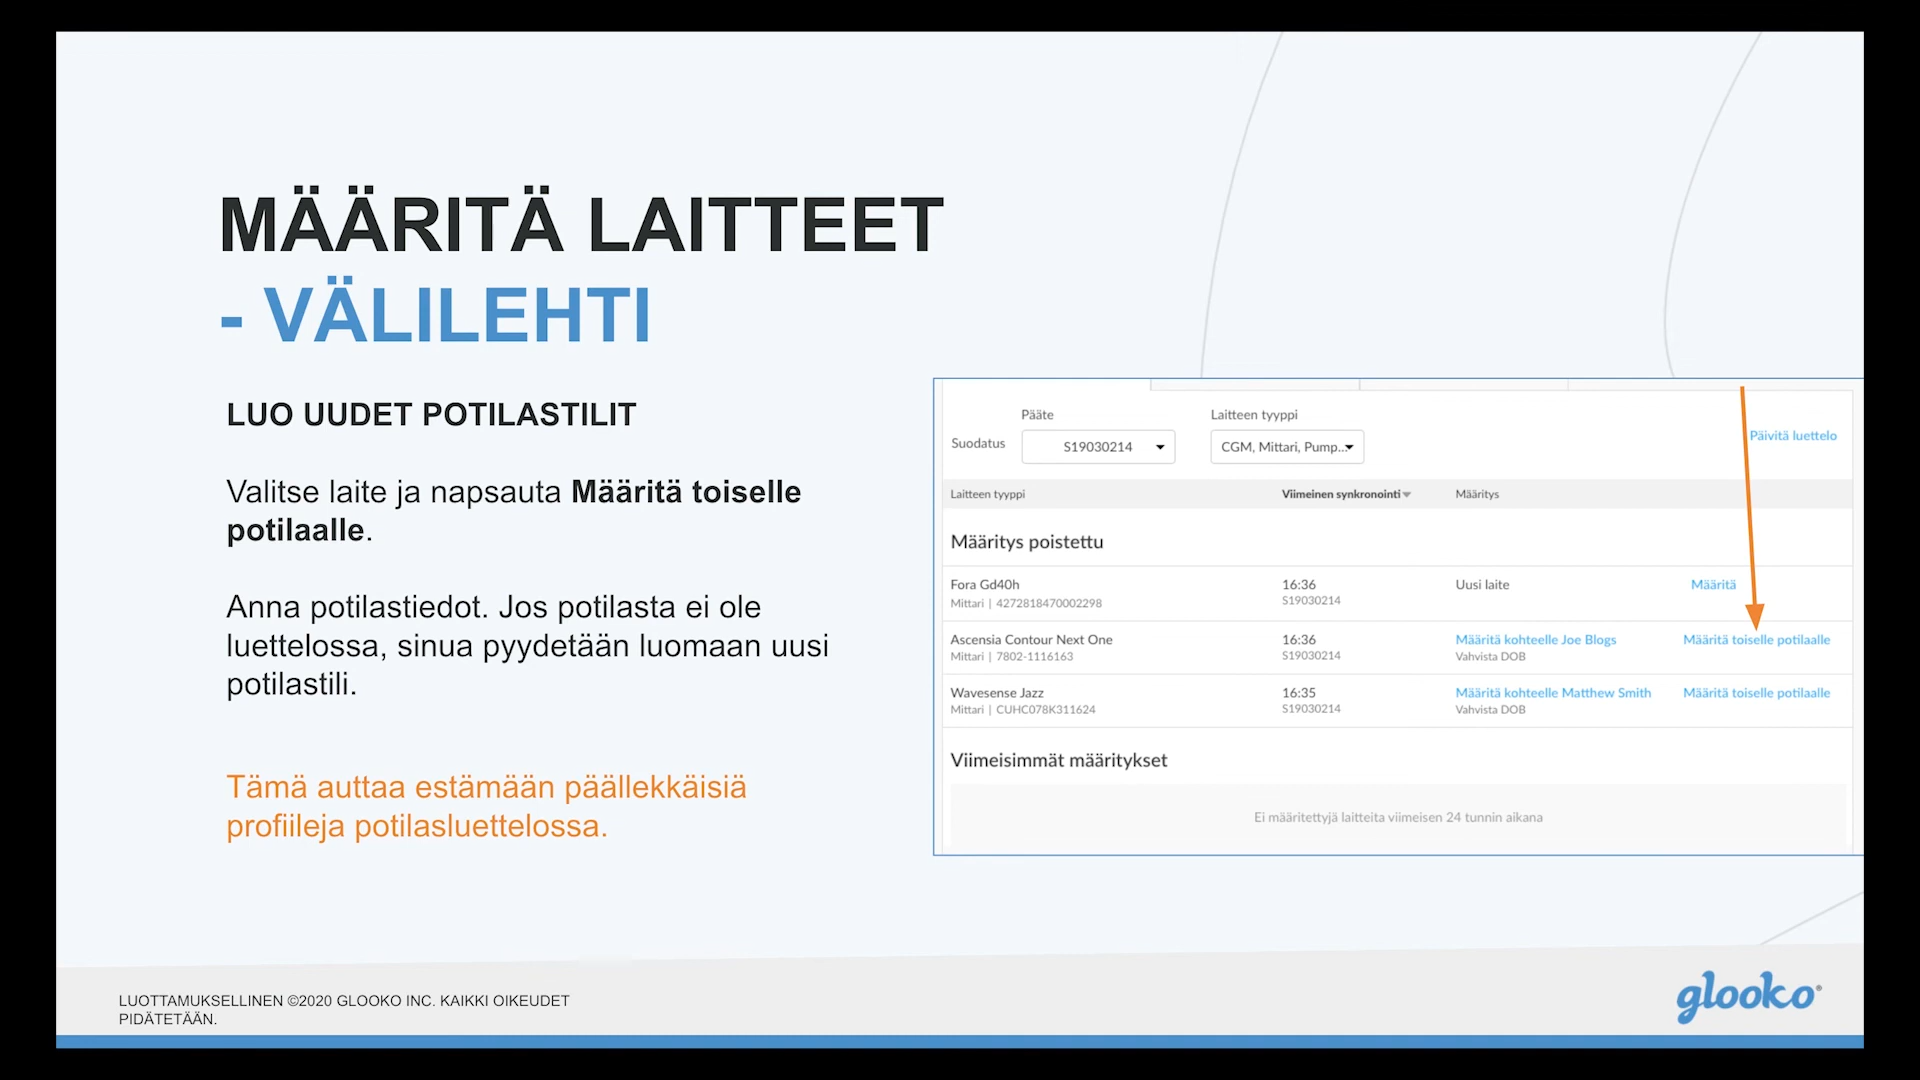 MÄÄRITÄ LAITTEET
- VÄLILEHTI
LUO UUDET POTILASTILIT
Valitse laite ja napsauta Määritä toiselle
potilaalle.
Anna potilastiedot. Jos potilasta ei ole
luettelossa, sinua pyydetään luomaan uusi
potilastili.
Tämä auttaa estämään päällekkäisiä
profiileja potilasluettelossa.
Pääte
Laitteen tyyppi
Suodatus
S19030214
CGM, Mittari, Pump...
Päivitä luettelo
Laitteen tyyppi
Viimeinen synkronointi
Määritys
Määritys poistettu
Fora Gd40h
16:36
Uusi laite
Määritä
Mittari | 4272818470002298
S19030214
Ascensia Contour Next One
16:36
Määritä kohteelle Joe Blogs
Määritä toiselle potilaalle
Mittari | 7802-1116163
S19030214
Vahvista DOB
Wavesense Jazz
16:35
Määritä kohteelle Matthew Smith
Määritä toiselle potilaalle
Mittari | CUHC078K311624
S19030214
Vahvista DOB
Viimeisimmät määritykset
Ei määritettyjä laitteita viimeisen 24 tunnin aikana
LUOTTAMUKSELLINEN ©2020 GLOOKO INC. KAIKKI OIKEUDET
PIDÄTETÄÄN.
glooko®